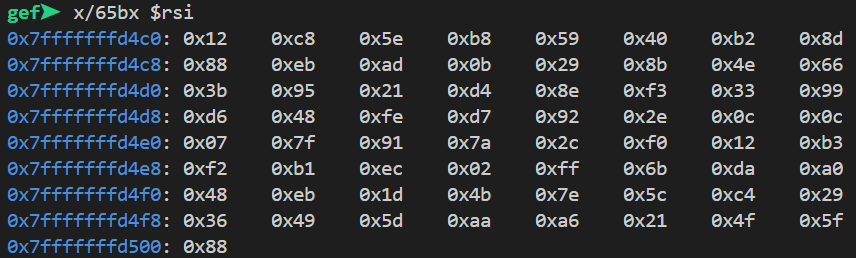 gef➤ x/65bx $rsi
0x7fffffffd4c0: 0x12 0xc8 0x5e 0xb8 0x59 0x40 0xb2 0x8d
0x7fffffffd4c8: 0x88 0xeb 0xad 0x0b 0x29 0x8b 0x4e 0x66
0x7fffffffd4d0: 0x3b 0x95 0x21 0xd4 0x8e 0xf3 0x33 0x99
0x7fffffffd4d8: 0xd6 0x48 0xfe 0xd7 0x92 0x2e 0x0c 0x0c
0x7fffffffd4e0: 0x07 0x7f 0x91 0x7a 0x2c 0xf0 0x12 0xb3
0x7fffffffd4e8: 0xf2 0xb1 0xec 0x02 0xff 0x6b 0xda 0xa0
0x7fffffffd4f0: 0x48 0xeb 0x1d 0x4b 0x7e 0x5c 0xc4 0x29
0x7fffffffd4f8: 0x36 0x49 0x5d 0xaa 0xa6 0x21 0x4f 0x5f
0x7fffffffd500: 0x88